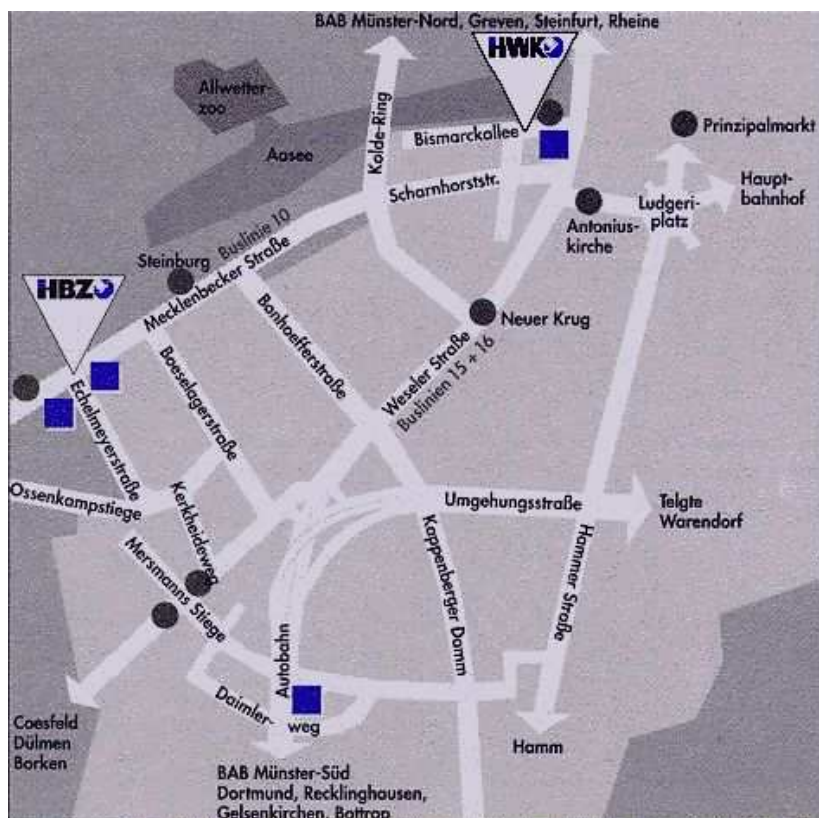 BAB Münster-Nord, Greven, Steinfurt, Rheine
HWK
Allwetter-
zoo
Kolde-Ring
Bismarckallee
Prinzipalmarkt
Aasee
Scharnhorststr.
Haupt-
bahnhof
Ludgeri-
platz
Antonius-
kirche
Buslinie 10
Steinburg
Mecklenbecker Straße
HBZ
Bonhoefferstraße
Neuer Krug
Weseler Straße
Buslinien 15 + 16
Boeselagerstraße
Echelmeyerstraße
Ossenkampstiege
Kerkheideweg
Umgehungsstraße
Telgte
Warendorf
Mersmanns Stiege
Kappenberger Damm
Hammer Straße
Autobahn
Daimler-
weg
Coesfeld
Dülmen
Borken
Hamm
BAB Münster-Süd
Dortmund, Recklinghausen,
Gelsenkirchen, Bottrop